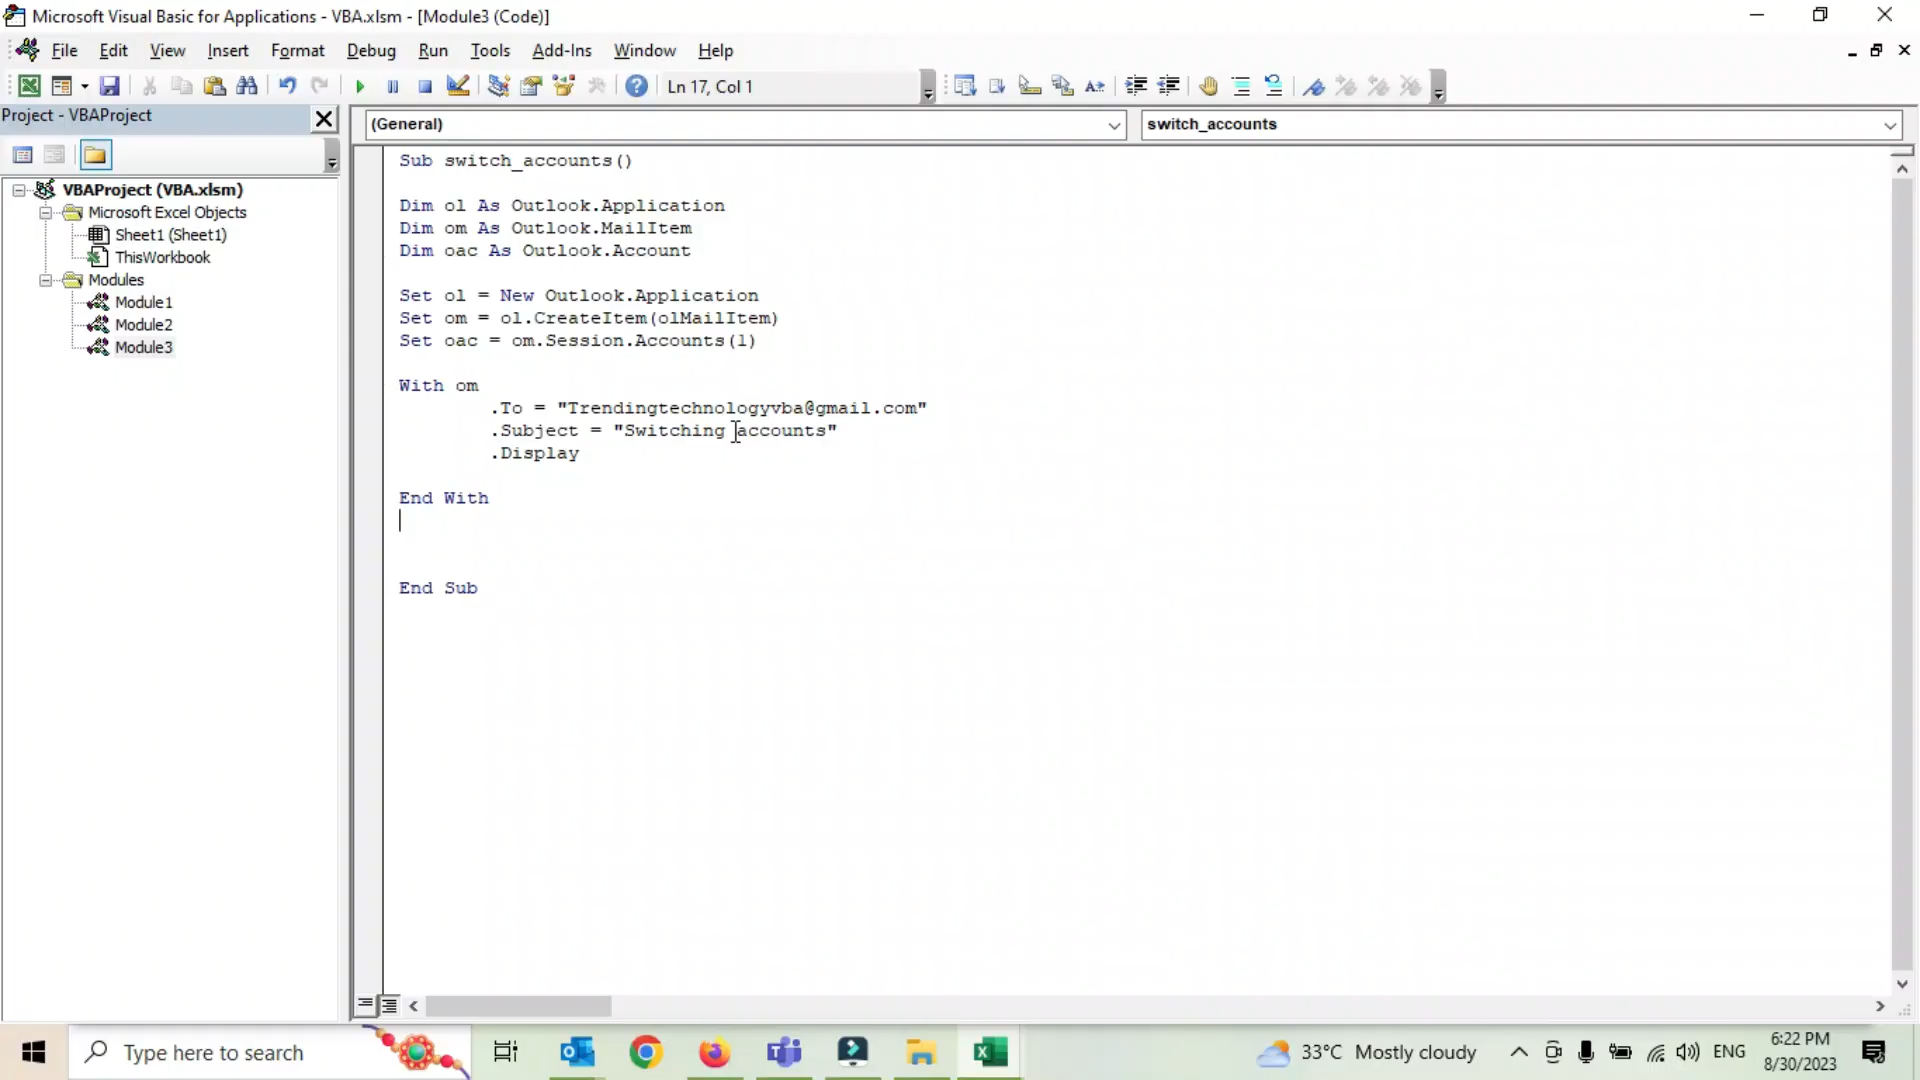 Microsoft Visual Basic for Applications - VBA.xlsm - [Module3 (Code)]
File Edit View Insert Format Debug Run Tools Add-Ins Window Help
Ln 17, Col 1
Project - VBAProject
(General) switch_accounts
VBAProject (VBA.xlsm)
Microsoft Excel Objects
Sheet1 (Sheet1)
ThisWorkbook
Modules
Module1
Module2
Module3
Sub switch_accounts()
Dim ol As Outlook.Application
Dim om As Outlook.MailItem
Dim oac As Outlook.Account
Set ol = New Outlook.Application
Set om = ol.CreateItem(olMailItem)
Set oac = om.Session.Accounts(1)
With om
.To = "Trendingtechnologyvba@gmail.com"
.Subject = "Switching accounts"
.Display
End With
End Sub
Type here to search
33°C Mostly cloudy
ENG
6:22 PM
8/30/2023